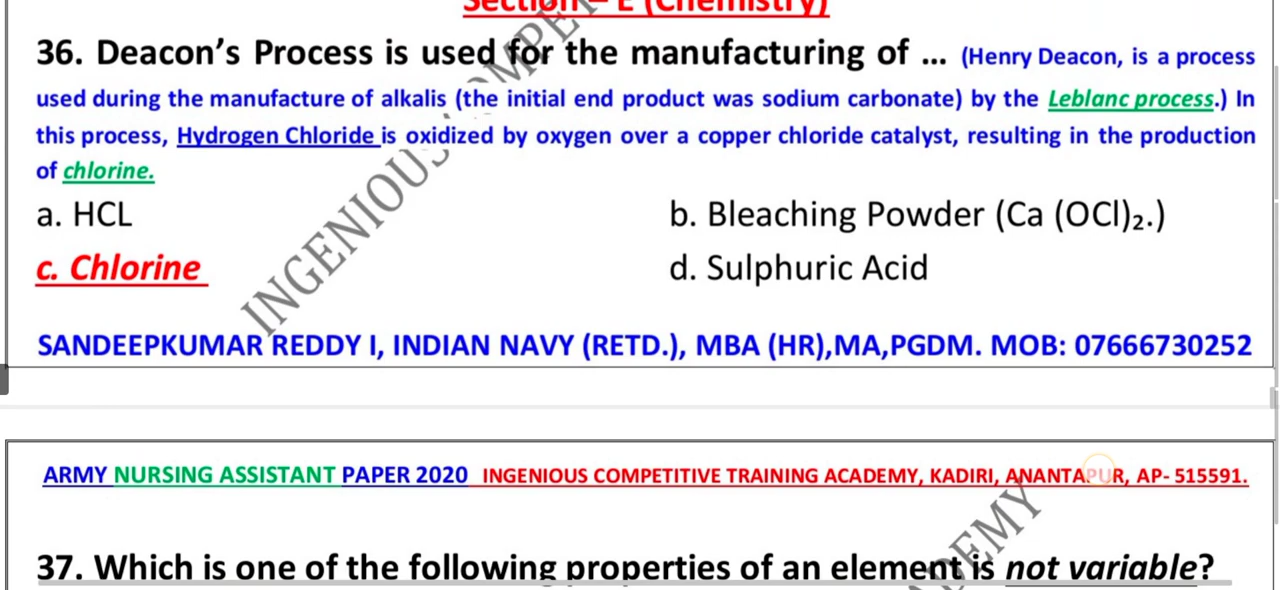 Section – E (Chemistry)
36. Deacon’s Process is used for the manufacturing of ... (Henry Deacon, is a process
used during the manufacture of alkalis (the initial end product was sodium carbonate) by the Leblanc process.) In
this process, Hydrogen Chloride is oxidized by oxygen over a copper chloride catalyst, resulting in the production
of chlorine.
a. HCL
b. Bleaching Powder (Ca (OCl)₂.)
c. Chlorine
d. Sulphuric Acid
INGENIOUS COMPET
SANDEEPKUMAR REDDY I, INDIAN NAVY (RETD.), MBA (HR),MA,PGDM. MOB: 07666730252
ARMY NURSING ASSISTANT PAPER 2020 INGENIOUS COMPETITIVE TRAINING ACADEMY, KADIRI, ANANTAPUR, AP- 515591.
37. Which is one of the following properties of an element is not variable?
ADEMY